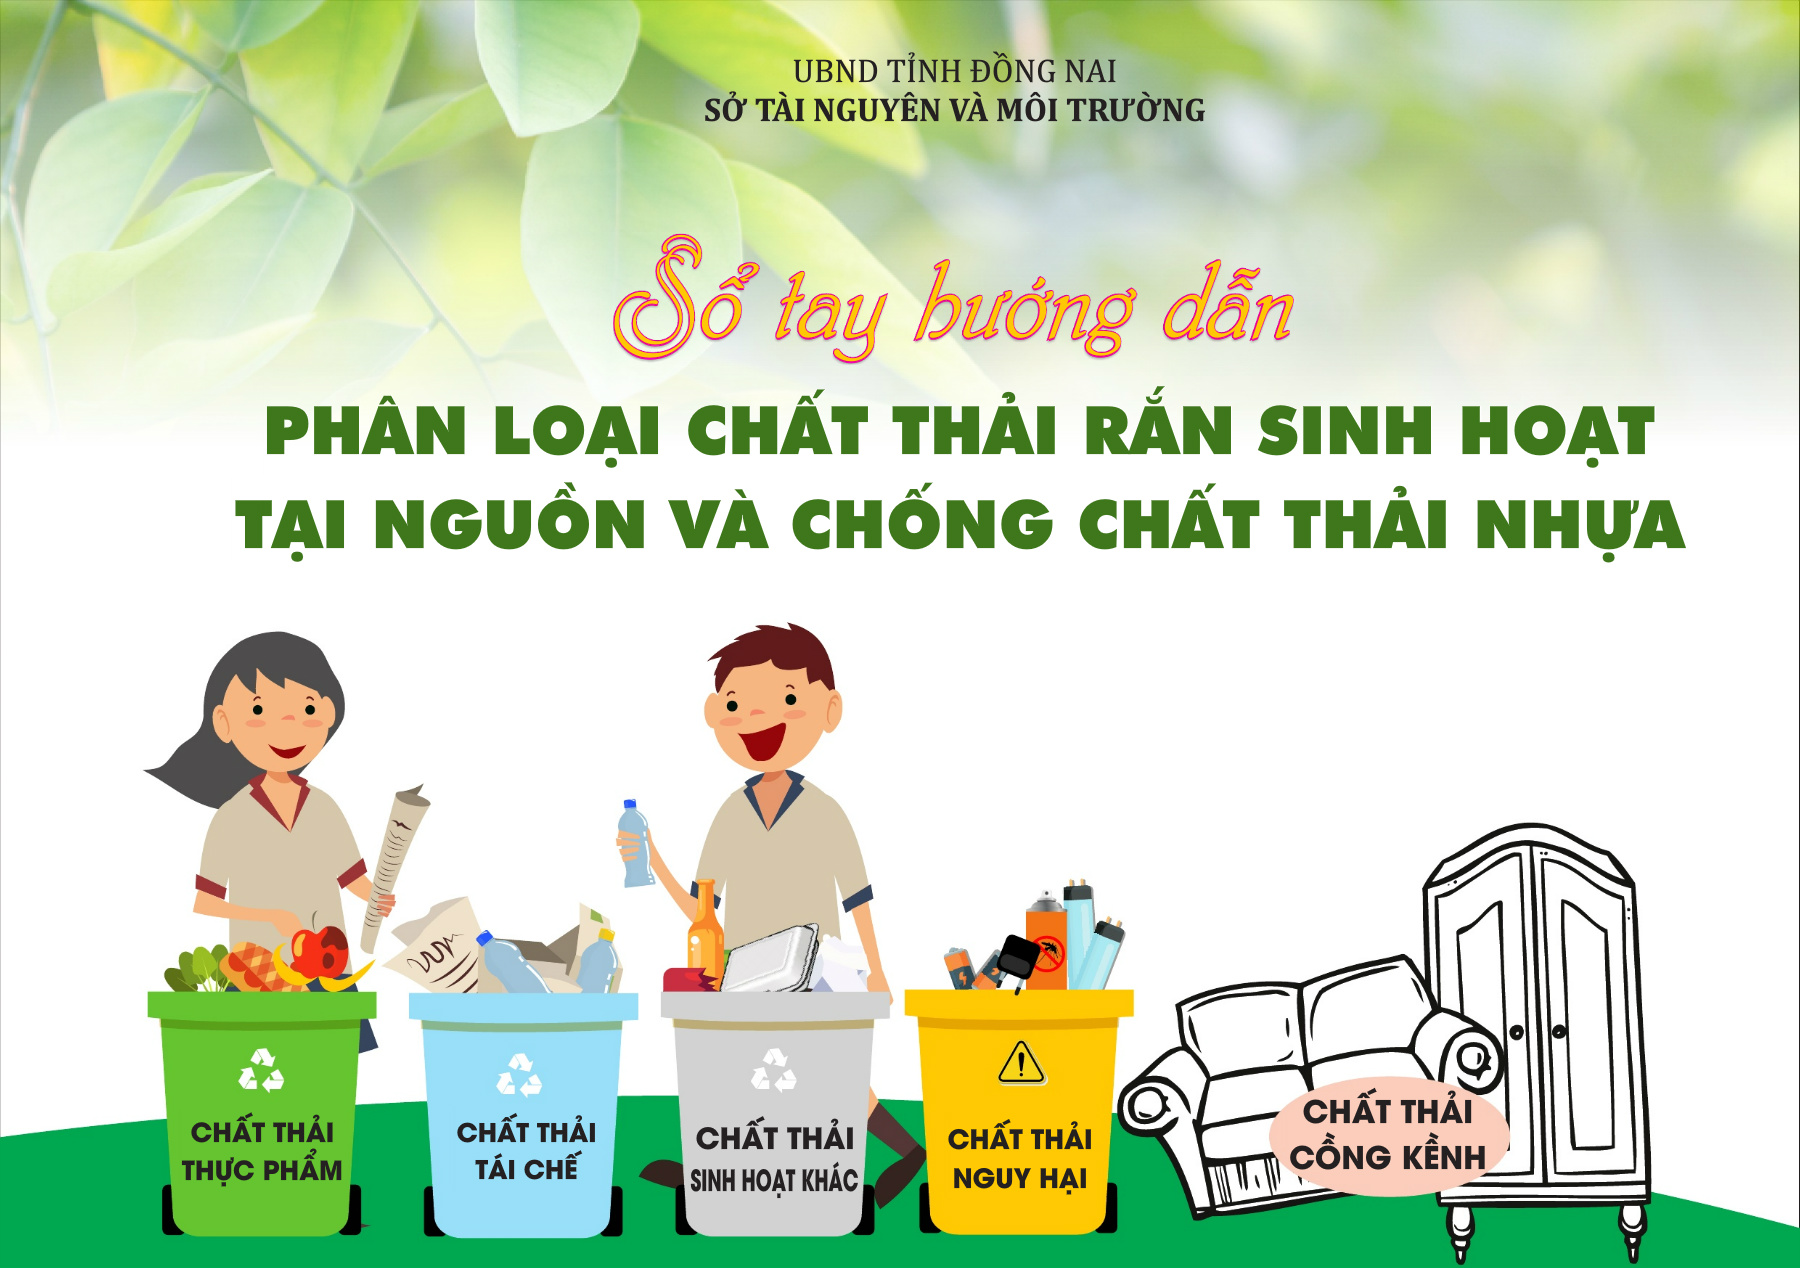 UBND TỈNH ĐỒNG NAI
SỞ TÀI NGUYÊN VÀ MÔI TRƯỜNG
Sổ tay hướng dẫn
PHÂN LOẠI CHẤT THẢI RẮN SINH HOẠT
TẠI NGUỒN VÀ CHỐNG CHẤT THẢI NHỰA
CHẤT THẢI
THỰC PHẨM
CHẤT THẢI
TÁI CHẾ
CHẤT THẢI
SINH HOẠT KHÁC
CHẤT THẢI
NGUY HẠI
CHẤT THẢI
CỒNG KỀNH